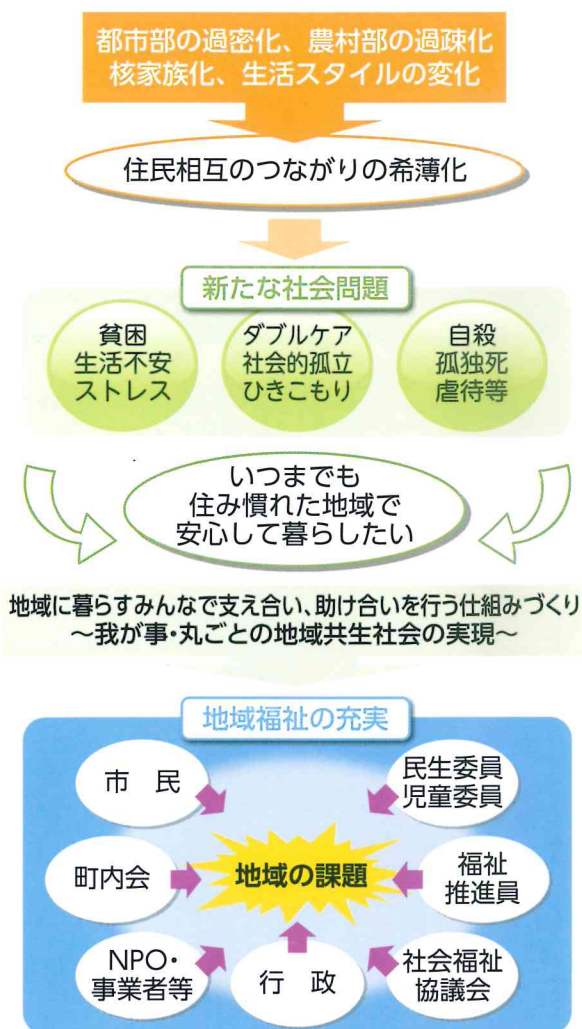 都市部の過密化、農村部の過疎化
核家族化、生活スタイルの変化
住民相互のつながりの希薄化
新たな社会問題
貧困
生活不安
ストレス
ダブルケア
社会的孤立
ひきこもり
自殺
孤独死
虐待等
いつまでも
住み慣れた地域で
安心して暮らしたい
地域に暮らすみんなで支え合い、助け合いを行う仕組みづくり
～我が事・丸ごとの地域共生社会の実現～
地域福祉の充実
市　民
民生委員
児童委員
町内会
地域の課題
福祉
推進員
NPO・
事業者等
行　政
社会福祉
協議会